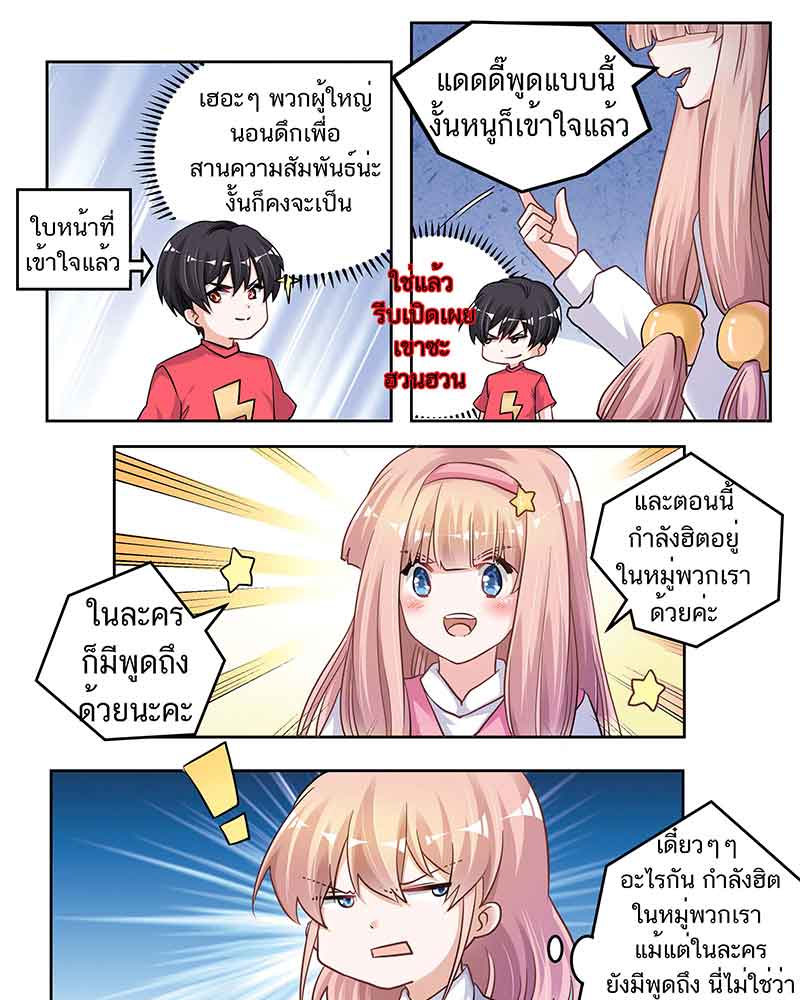 เฮอะๆ พวกผู้ใหญ่
นอนดึกเพื่อ
สานความสัมพันธ์น่ะ
งั้นก็คงจะเป็น
ใบหน้าที่
เข้าใจแล้ว
แดดดี๊พูดแบบนี้
งั้นหนูก็เข้าใจแล้ว
ใช่แล้ว
รีบเปิดเผย
เขาซะ
ฮวนฮวน
ในละคร
ก็มีพูดถึง
ด้วยนะคะ
และตอนนี้
กำลังฮิตอยู่
ในหมู่พวกเรา
ด้วยค่ะ
เดี๋ยวๆๆ
อะไรกัน กำลังฮิต
ในหมู่พวกเรา
แม้แต่ในละคร
ยังมีพูดถึง นี่ไม่ใช่ว่า